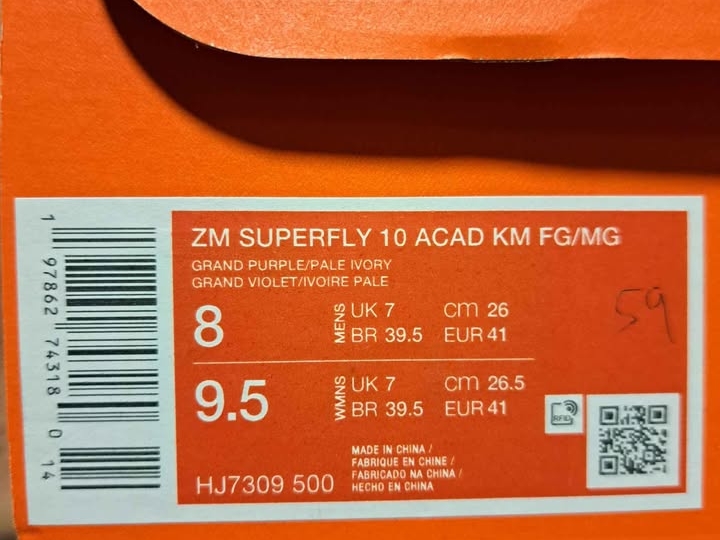 ZM SUPERFLY 10 ACAD KM FG/MG
GRAND PURPLE/PALE IVORY
GRAND VIOLET/IVOIRE PALE
8 MENS UK 7 cm 26
BR 39.5 EUR 41
59
9.5 WMNS UK 7 cm 26.5
BR 39.5 EUR 41
RFID
MADE IN CHINA /
FABRIQUE EN CHINE /
FABRICADO NA CHINA /
HECHO EN CHINA
HJ7309 500
1 97862 74318 0 14